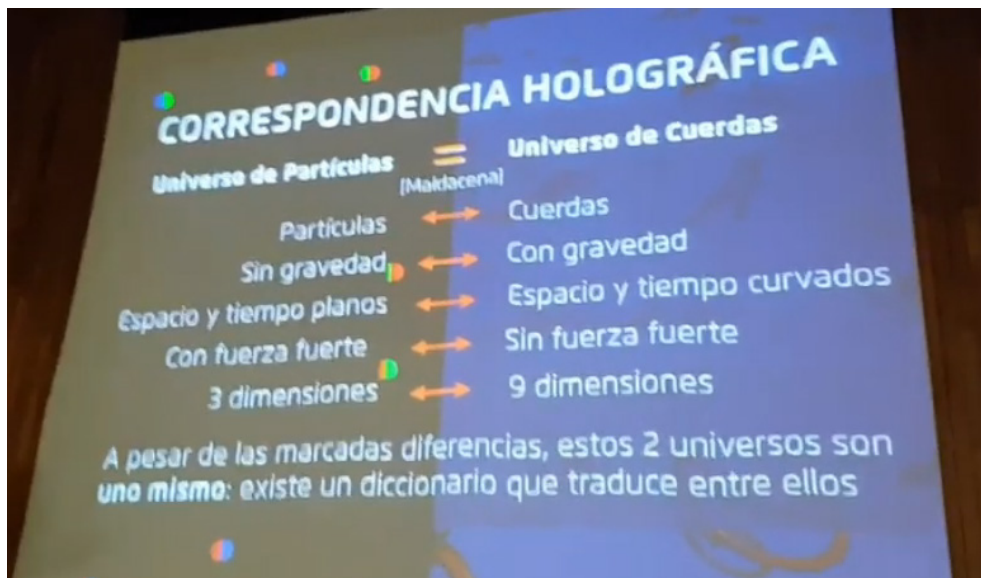 CORRESPONDENCIA HOLOGRÁFICA
Universo de Partículas = Universo de Cuerdas
[Maldacena]
Partículas ↔ Cuerdas
Sin gravedad ↔ Con gravedad
Espacio y tiempo planos ↔ Espacio y tiempo curvados
Con fuerza fuerte ↔ Sin fuerza fuerte
3 dimensiones ↔ 9 dimensiones
A pesar de las marcadas diferencias, estos 2 universos son
uno mismo: existe un diccionario que traduce entre ellos